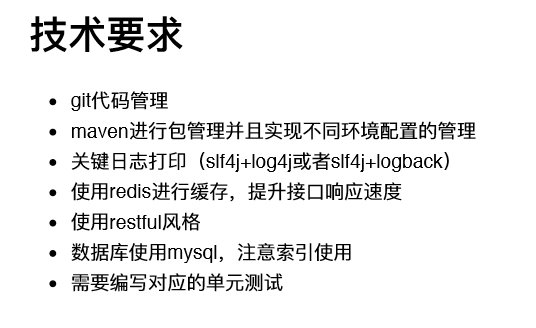 技术要求
git代码管理
maven进行包管理并且实现不同环境配置的管理
关键日志打印（slf4j+log4j或者slf4j+logback）
使用redis进行缓存，提升接口响应速度
使用restful风格
数据库使用mysql，注意索引使用
需要编写对应的单元测试